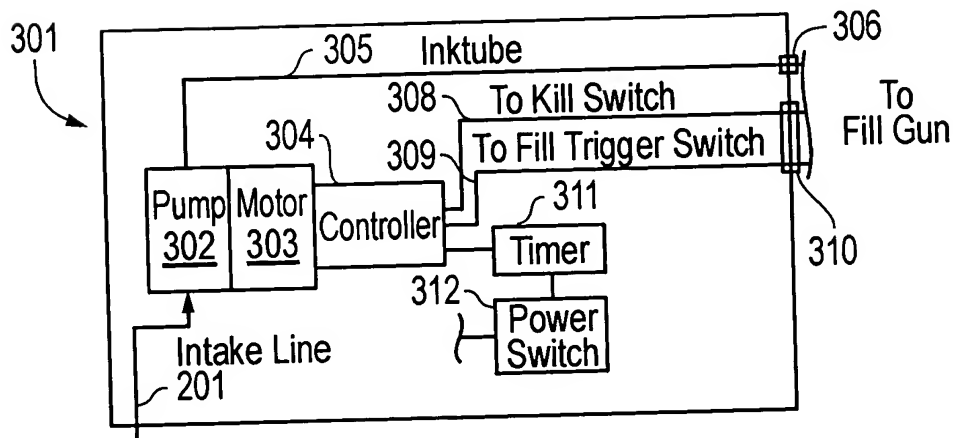 301
305
Inktube
306
308
To Kill Switch
To
Fill Gun
304
To Fill Trigger Switch
309
310
Pump
302
Motor
303
Controller
311
Timer
312
Power
Switch
Intake Line
201